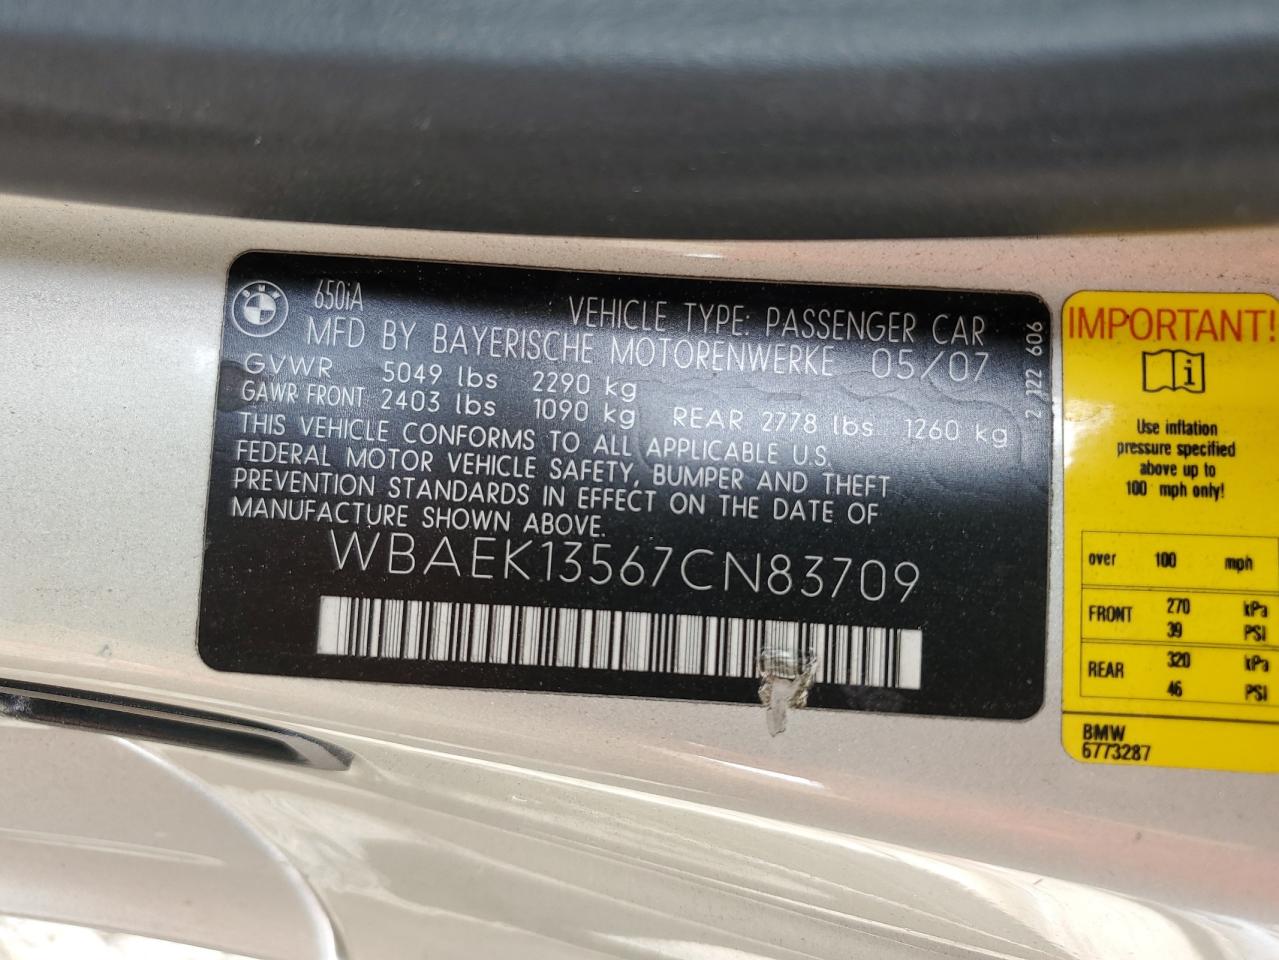 BMW
650iA
VEHICLE TYPE: PASSENGER CAR
MFD BY BAYERISCHE MOTORENWERKE 05/07
GVWR 5049 lbs 2290 kg
GAWR FRONT 2403 lbs 1090 kg REAR 2778 lbs 1260 kg
THIS VEHICLE CONFORMS TO ALL APPLICABLE U.S.
FEDERAL MOTOR VEHICLE SAFETY, BUMPER AND THEFT
PREVENTION STANDARDS IN EFFECT ON THE DATE OF
MANUFACTURE SHOWN ABOVE.
WBAEK13567CN83709
2 J122 606
IMPORTANT!
i
Use inflation
pressure specified
above up to
100 mph only!
over 100 mph
FRONT 270 kPa
39 PSI
REAR 320 kPa
46 PSI
BMW
6773287